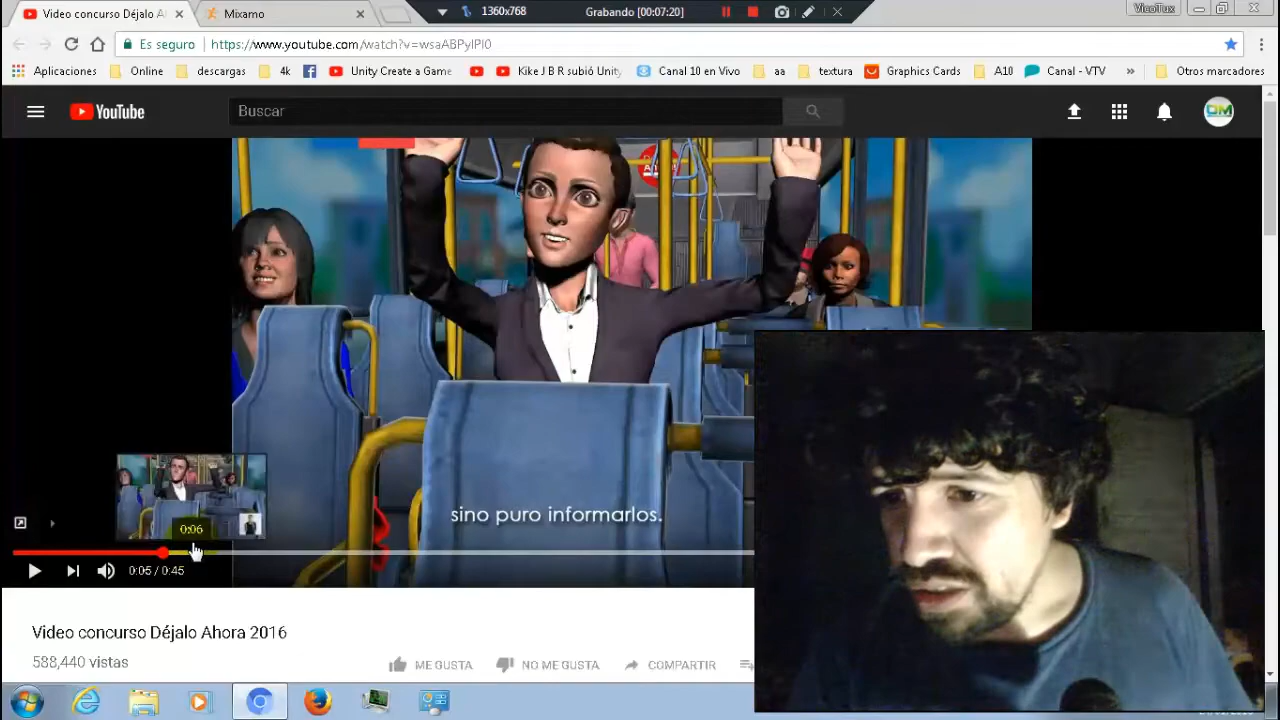 Video concurso Déjalo A
Mixamo
1360x768
Grabando [00:07:20]
VicoTux
Es seguro
https://www.youtube.com/watch?v=wsaABPyIPI0
Aplicaciones
Online
descargas
4k
Unity Create a Game
Kike J B R subió Unity
Canal 10 en Vivo
aa
textura
Graphics Cards
A10
Canal - VTV
»
Otros marcadores
YouTube
Buscar
sino puro informarlos.
0:06
0:05 / 0:45
Video concurso Déjalo Ahora 2016
588,440 vistas
ME GUSTA
NO ME GUSTA
COMPARTIR